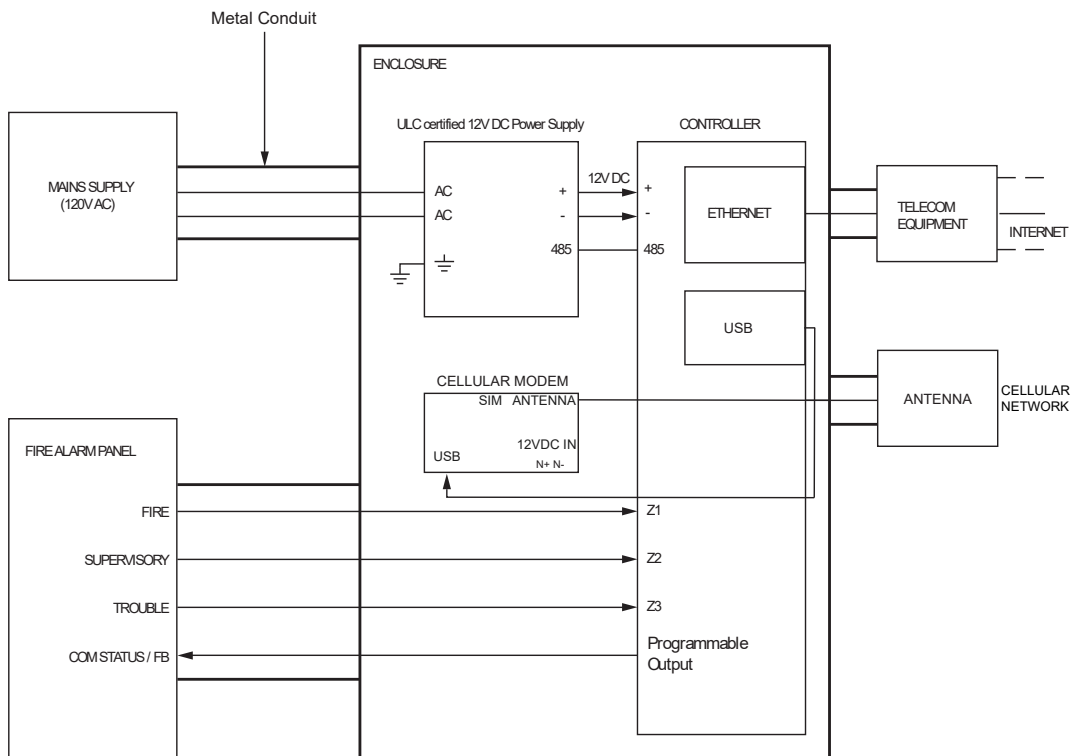 Metal Conduit
ENCLOSURE
ULC certified 12V DC Power Supply
CONTROLLER
MAINS SUPPLY
(120V AC)
AC
AC
+
-
485
12V DC
+
-
485
ETHERNET
TELECOM
EQUIPMENT
INTERNET
USB
CELLULAR MODEM
SIM ANTENNA
12VDC IN
N+ N-
USB
ANTENNA
CELLULAR
NETWORK
FIRE ALARM PANEL
FIRE
Z1
SUPERVISORY
Z2
TROUBLE
Z3
COM STATUS / FB
Programmable
Output